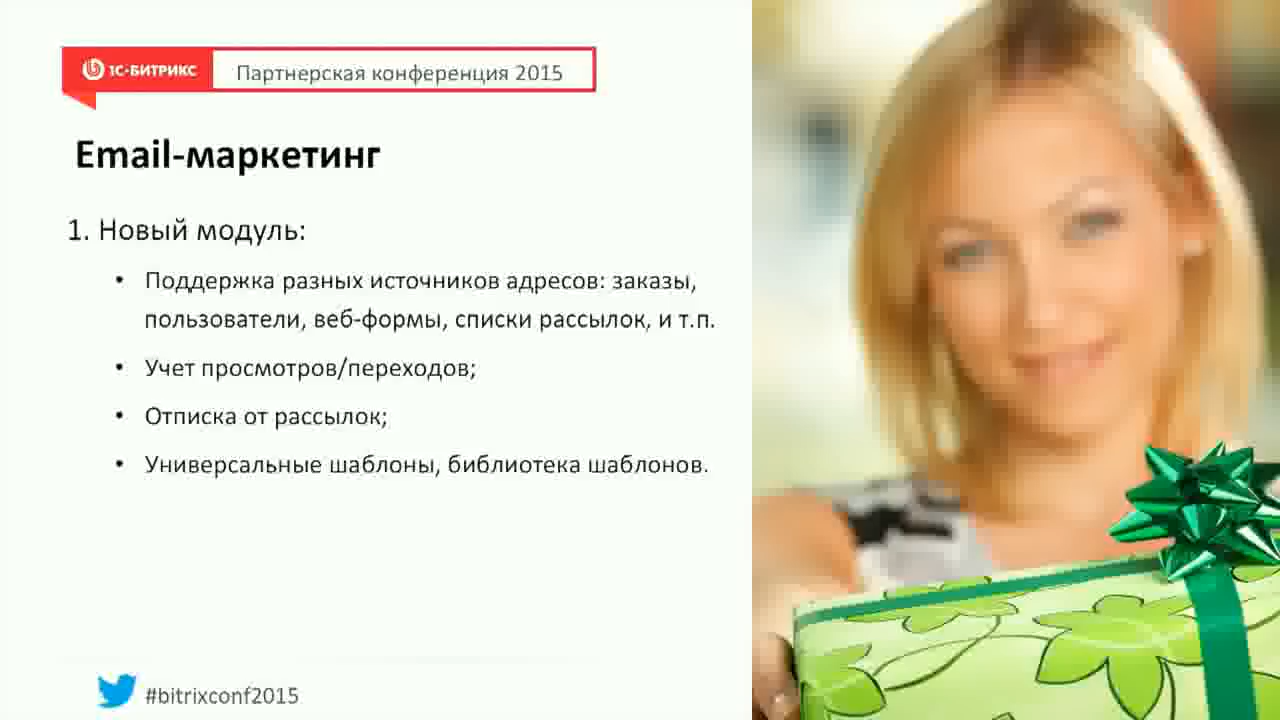 1С-БИТРИКС Партнерская конференция 2015
Email-маркетинг
1. Новый модуль:
• Поддержка разных источников адресов: заказы,
пользователи, веб-формы, списки рассылок, и т.п.
• Учет просмотров/переходов;
• Отписка от рассылок;
• Универсальные шаблоны, библиотека шаблонов.
#bitrixconf2015